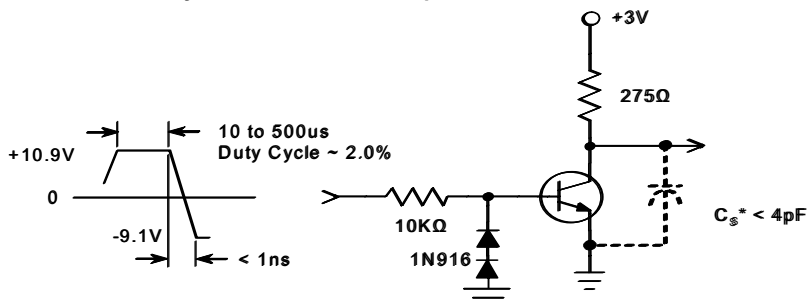 +3V
275Ω
10 to 500us
Duty Cycle ~ 2.0%
+10.9V
0
-9.1V
< 1ns
10KΩ
1N916
Cs* < 4pF